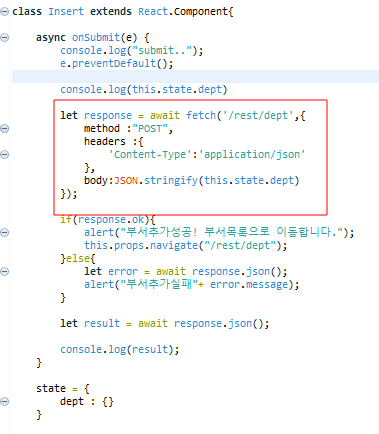 class Insert extends React.Component{
async onSubmit(e) {
console.log("submit..");
e.preventDefault();
console.log(this.state.dept)
let response = await fetch('/rest/dept',{
method :"POST",
headers :{
'Content-Type':'application/json'
},
body:JSON.stringify(this.state.dept)
});
if(response.ok){
alert("부서추가성공! 부서목록으로 이동합니다.");
this.props.navigate("/rest/dept");
}else{
let error = await response.json();
alert("부서추가실패"+ error.message);
}
let result = await response.json();
console.log(result);
}
state = {
dept : {}
}